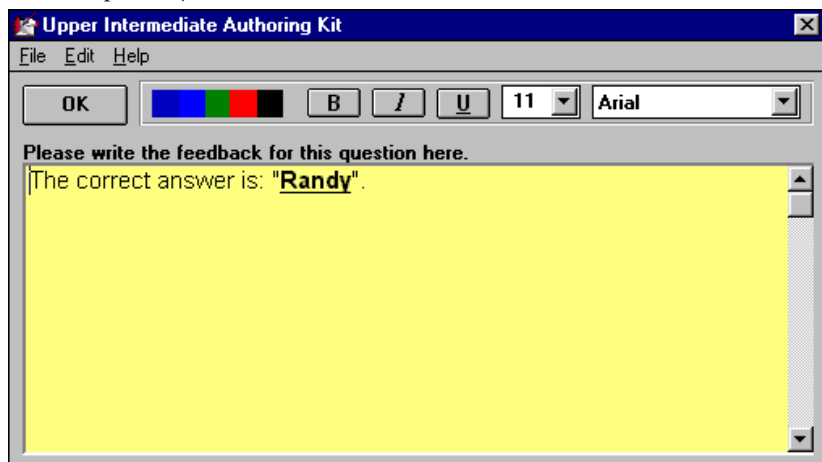 Upper Intermediate Authoring Kit
File Edit Help
OK B I U 11 Arial
Please write the feedback for this question here.
The correct answer is: "Randy".